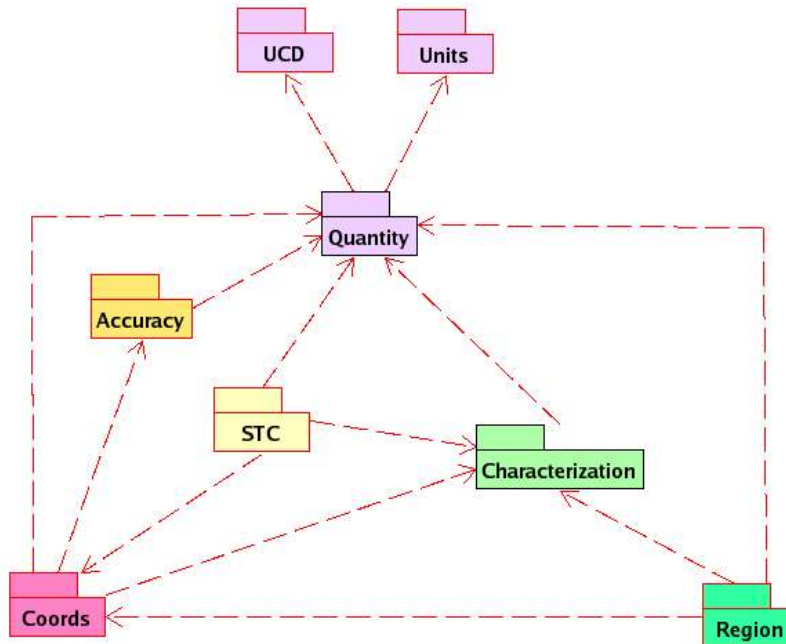 UCD
Units
Quantity
Accuracy
STC
Characterization
Coords
Region